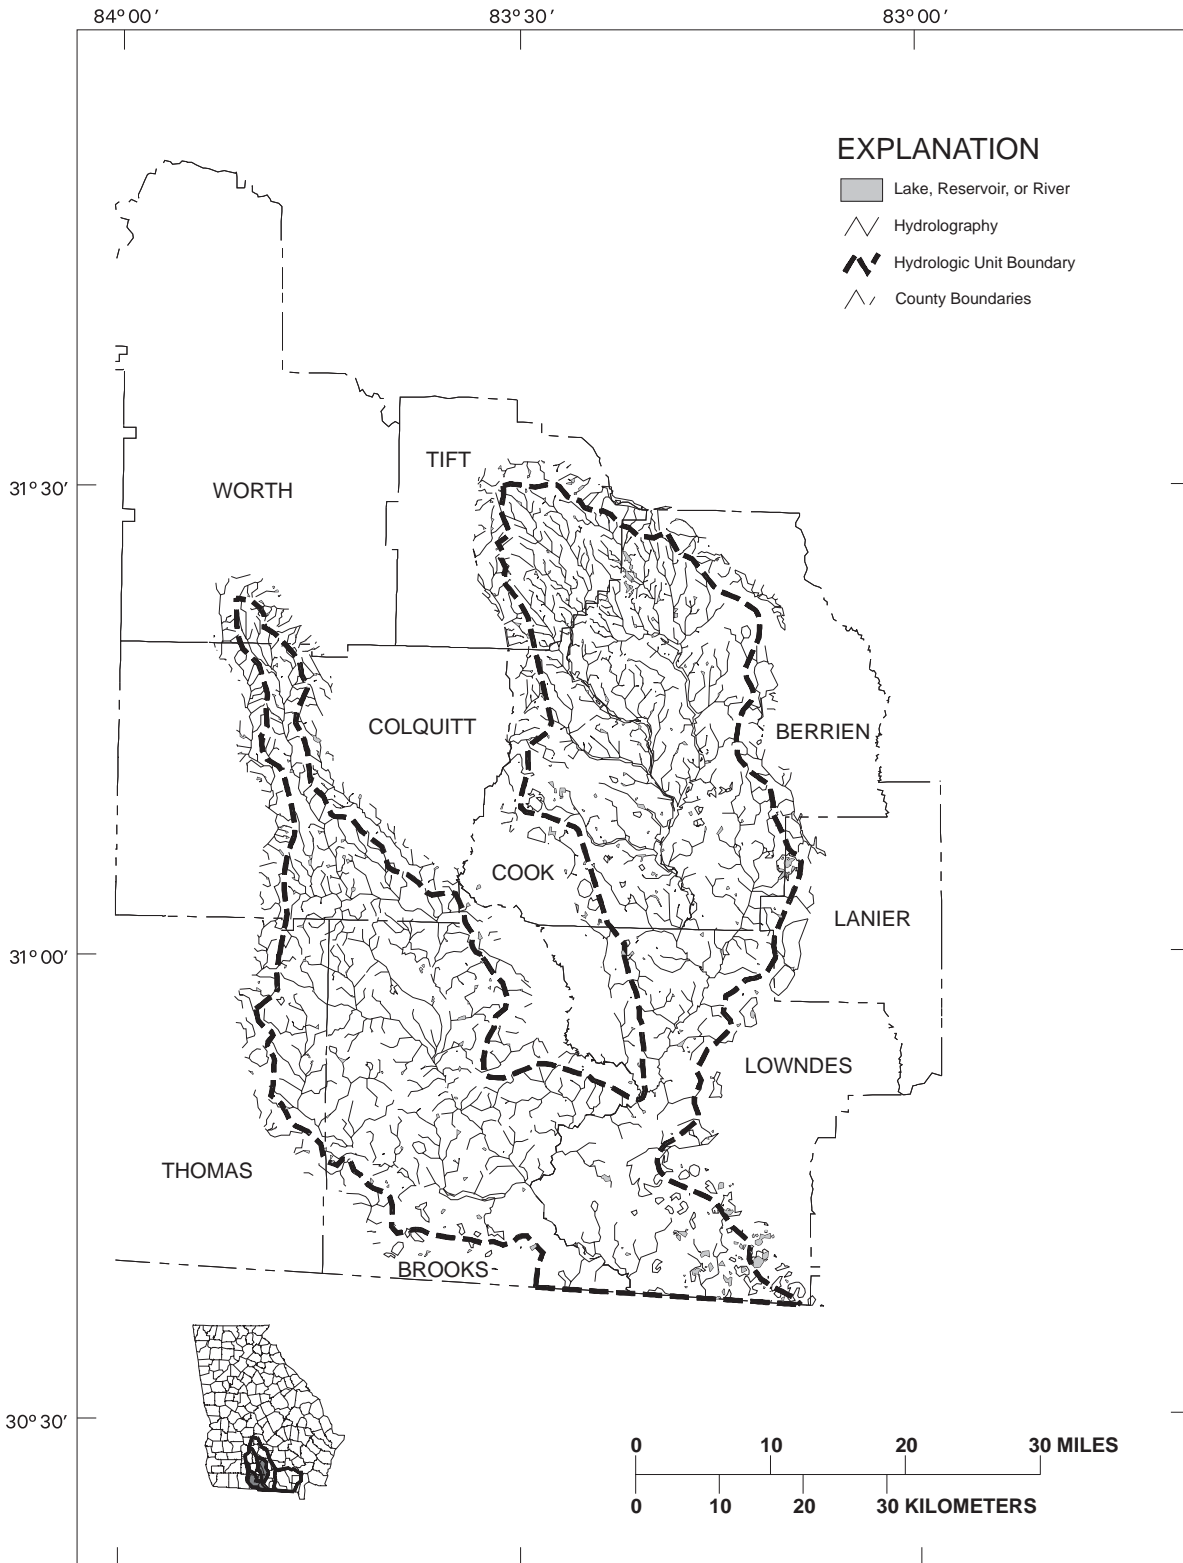 84° 00′
83° 30′
83° 00′
EXPLANATION
Lake, Reservoir, or River
Hydrolography
Hydrologic Unit Boundary
County Boundaries
TIFT
31° 30′
WORTH
COLQUITT
BERRIEN
COOK
LANIER
31° 00′
LOWNDES
THOMAS
BROOKS
30° 30′
0 10 20 30 MILES
0 10 20 30 KILOMETERS